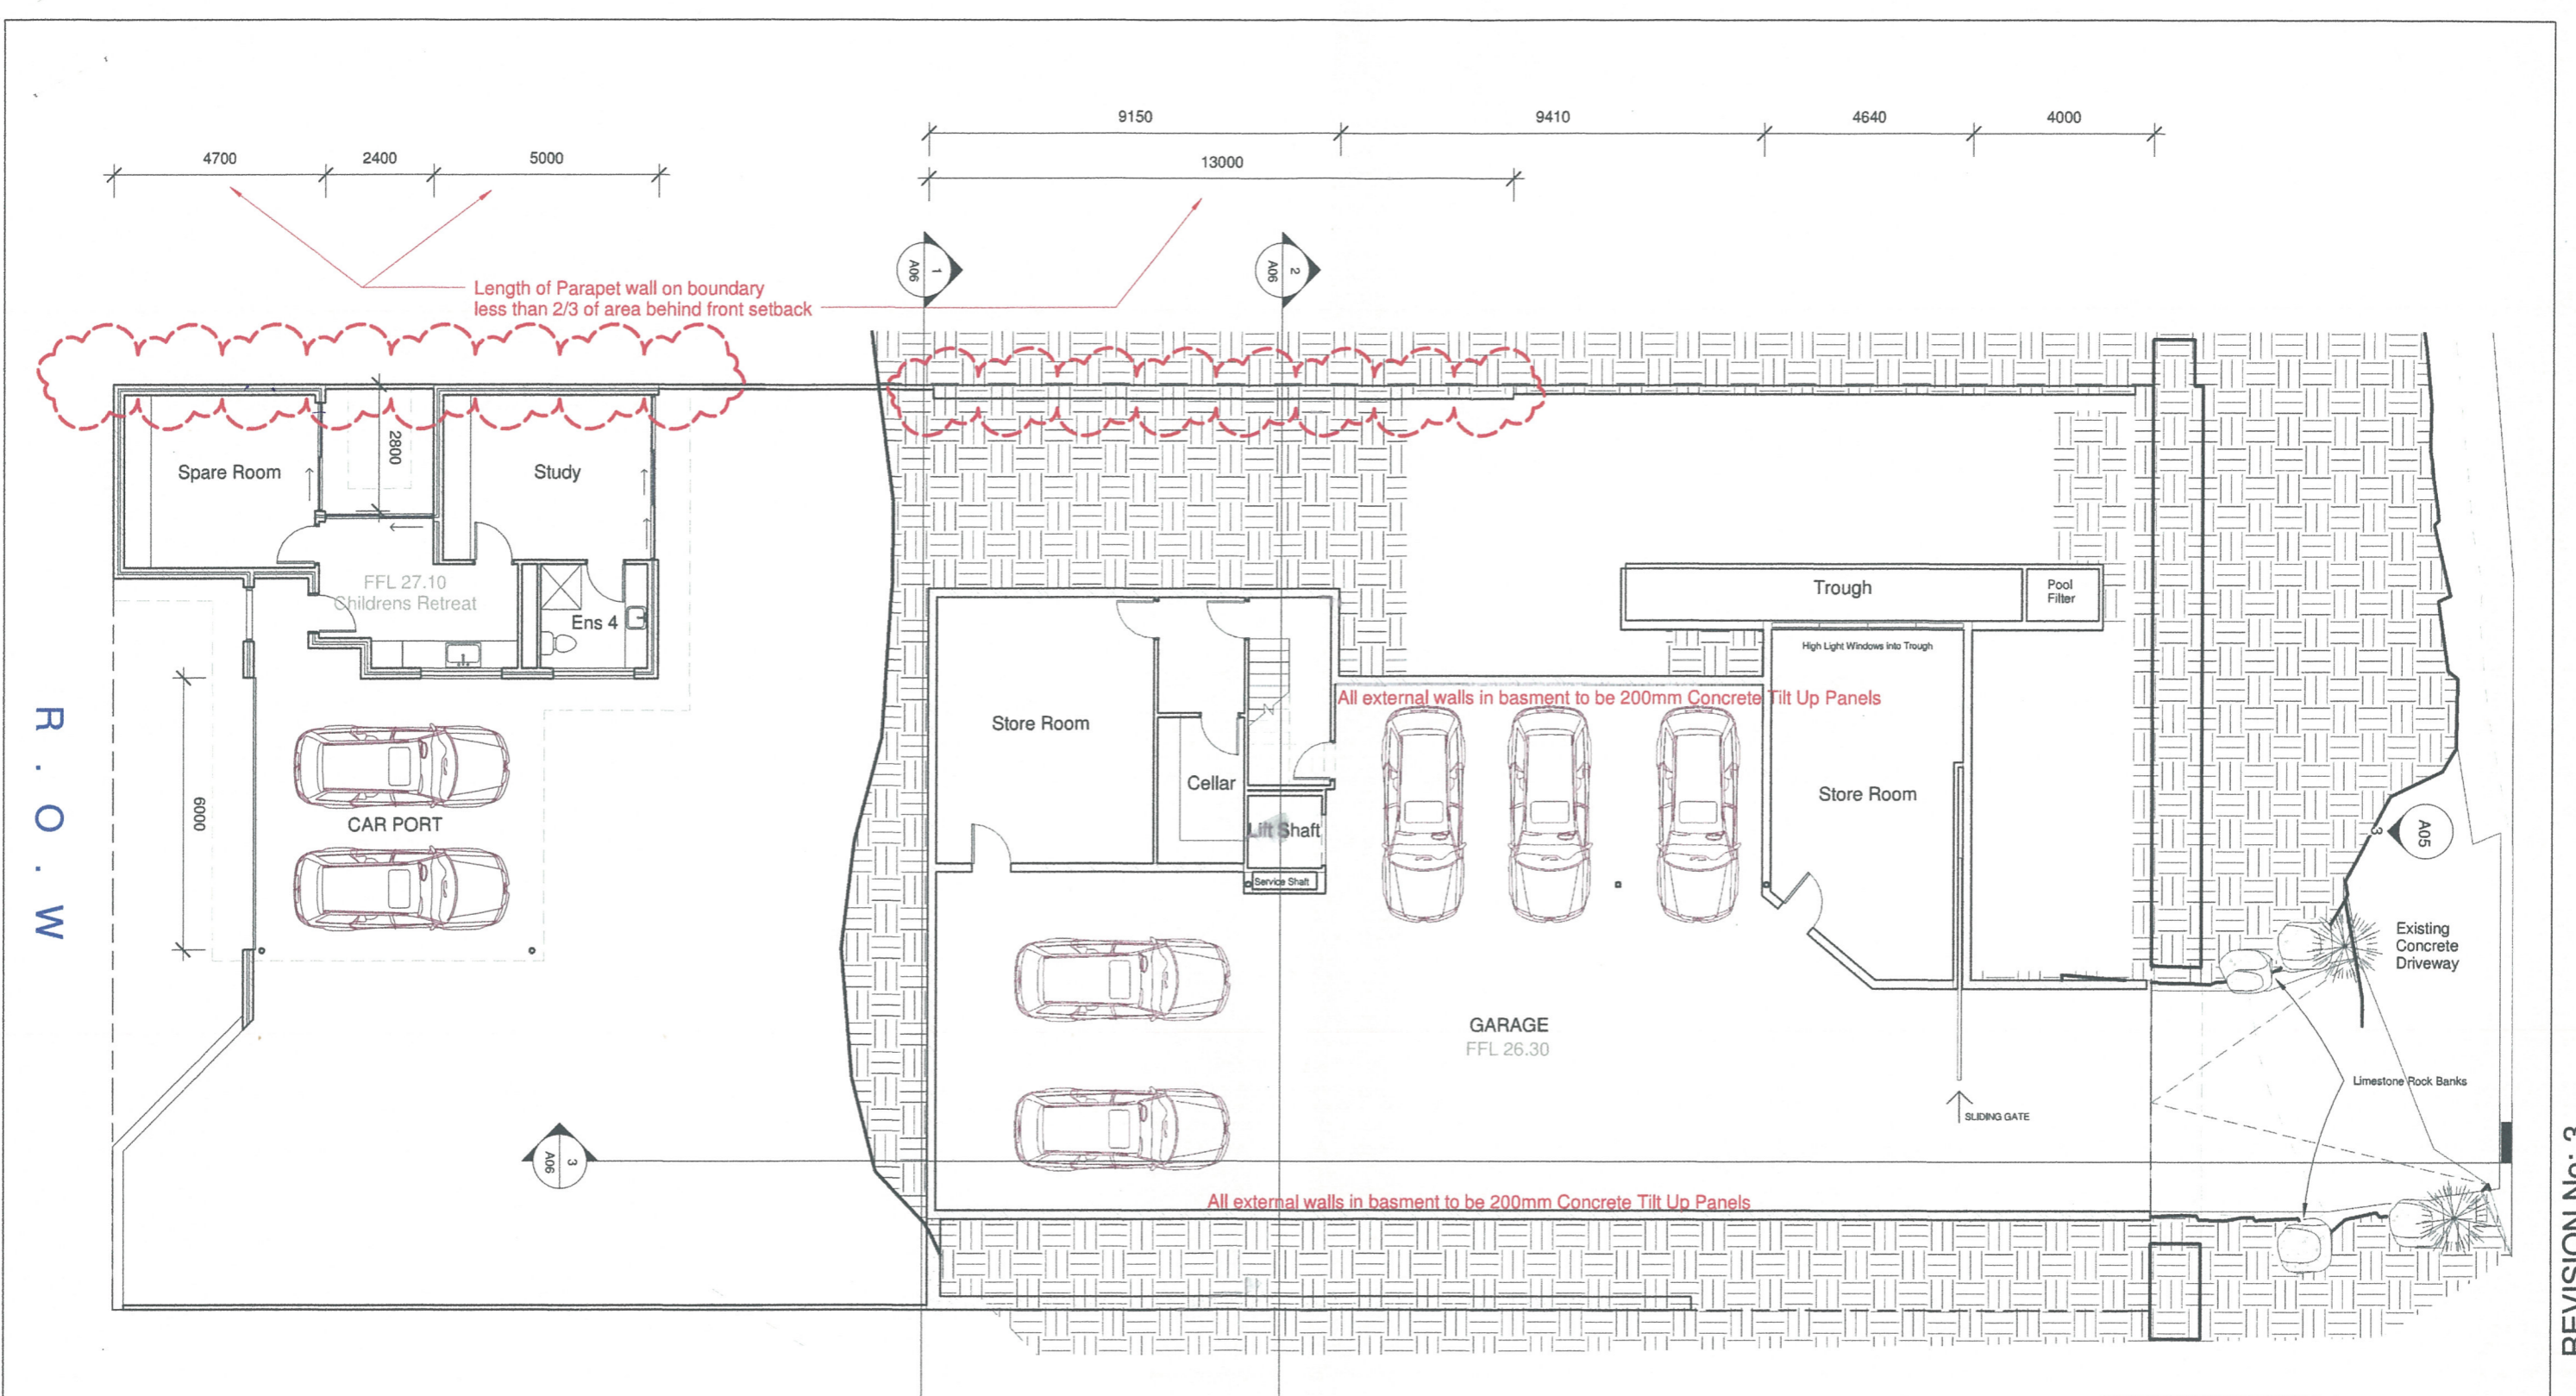 9150
9410
4640
4000
4700
2400
5000
13000
1
A06
2
A06
Length of Parapet wall on boundary
less than 2/3 of area behind front setback
2800
Spare Room
Study
FFL 27.10
Childrens Retreat
Ens 4
Trough
Pool
Filter
High Light Windows into Trough
All external walls in basment to be 200mm Concrete Tilt Up Panels
R . O . W
6000
CAR PORT
Store Room
Cellar
Lift Shaft
Service Shaft
Store Room
3
A05
Existing
Concrete
Driveway
GARAGE
FFL 26.30
Limestone Rock Banks
SLIDING GATE
3
A06
All external walls in basment to be 200mm Concrete Tilt Up Panels
REVISION No: 3